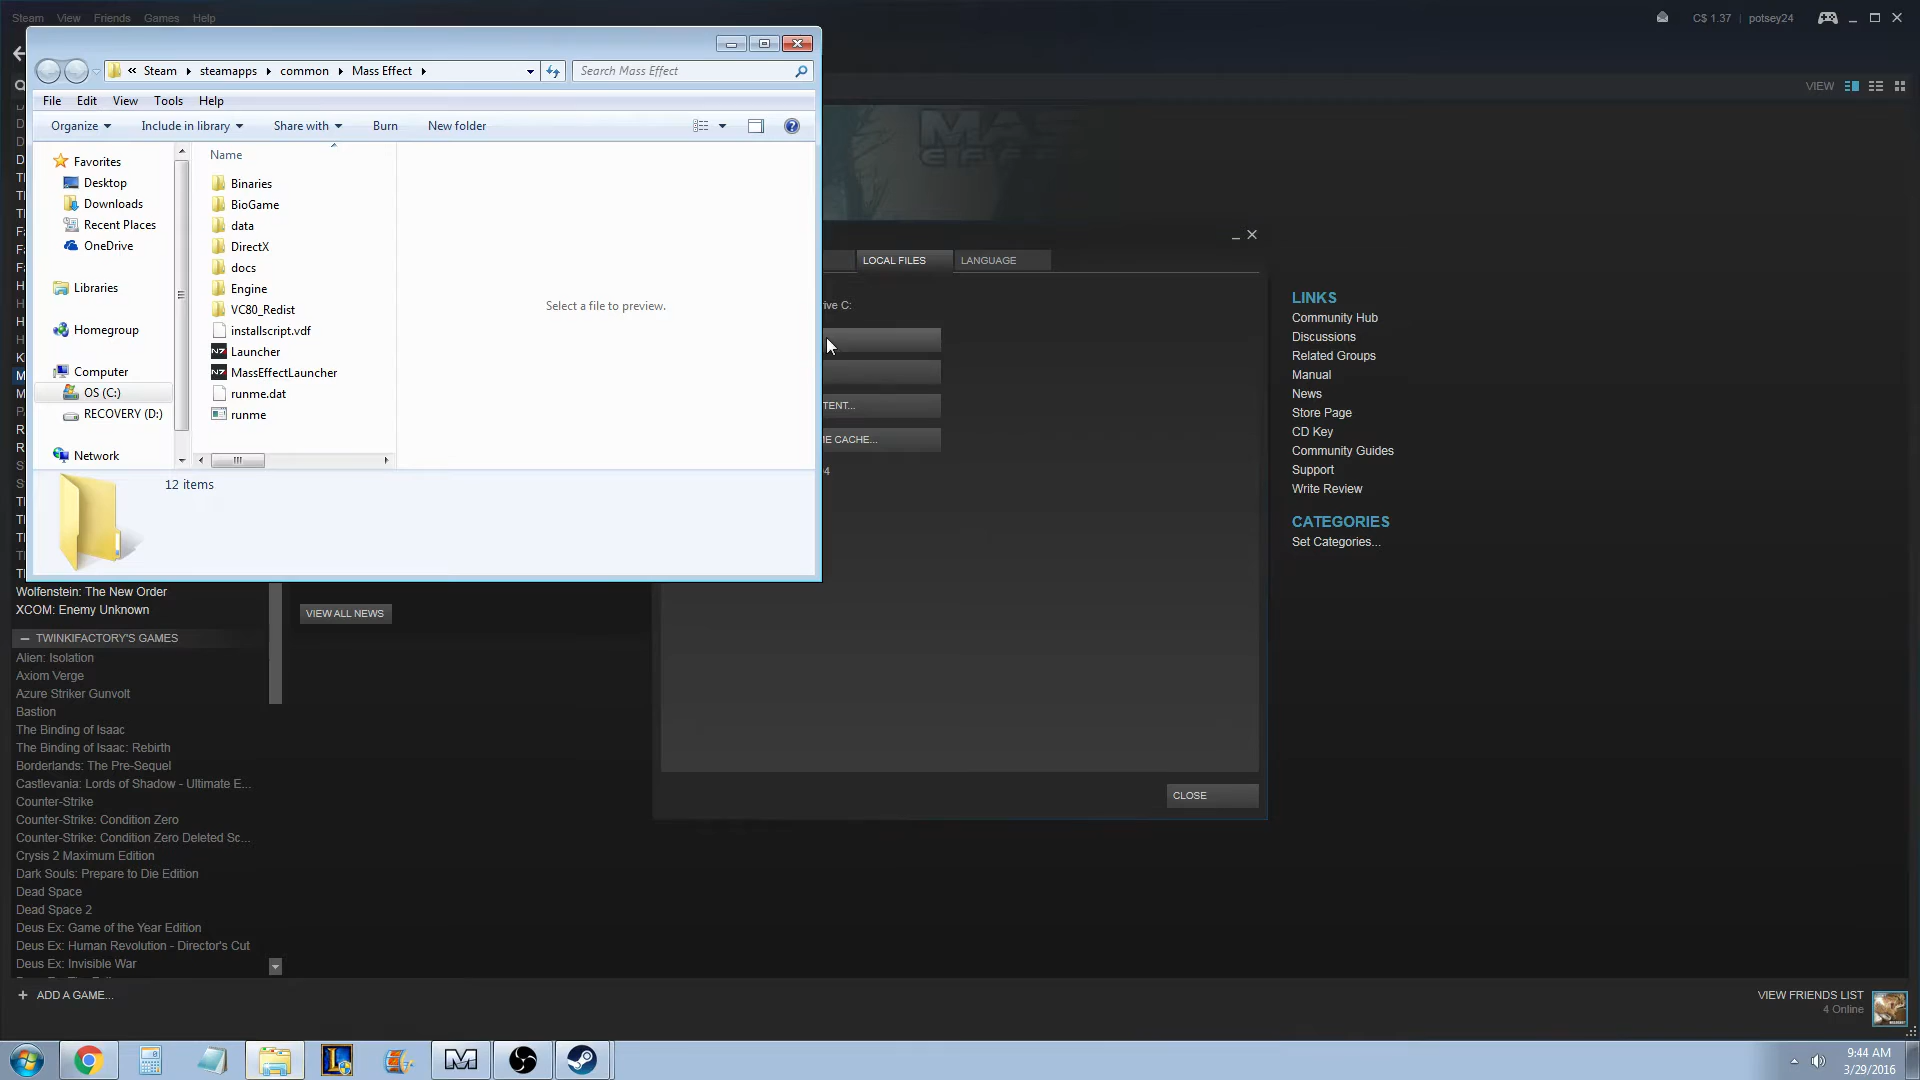 Steam View Friends Games Help
C$ 1.37 | potsey24
Steam steamapps common Mass Effect
Search Mass Effect
VIEW
File Edit View Tools Help
Organize Include in library Share with Burn New folder
Name
Favorites
Desktop
Downloads
Recent Places
OneDrive
Libraries
Homegroup
Computer
OS (C:)
RECOVERY (D:)
Network
Binaries
BioGame
data
DirectX
docs
Engine
VC80_Redist
installscript.vdf
Launcher
MassEffectLauncher
runme.dat
runme
Select a file to preview.
12 items
LOCAL FILES LANGUAGE
C:
TENT...
CACHE...
CLOSE
LINKS
Community Hub
Discussions
Related Groups
Manual
News
Store Page
CD Key
Community Guides
Support
Write Review
CATEGORIES
Set Categories...
Wolfenstein: The New Order
XCOM: Enemy Unknown
VIEW ALL NEWS
TWINKIFACTORY'S GAMES
Alien: Isolation
Axiom Verge
Azure Striker Gunvolt
Bastion
The Binding of Isaac
The Binding of Isaac: Rebirth
Borderlands: The Pre-Sequel
Castlevania: Lords of Shadow - Ultimate E...
Counter-Strike
Counter-Strike: Condition Zero
Counter-Strike: Condition Zero Deleted Sc...
Crysis 2 Maximum Edition
Dark Souls: Prepare to Die Edition
Dead Space
Dead Space 2
Deus Ex: Game of the Year Edition
Deus Ex: Human Revolution - Director's Cut
Deus Ex: Invisible War
+ ADD A GAME...
VIEW FRIENDS LIST
4 Online
9:44 AM
3/29/2016